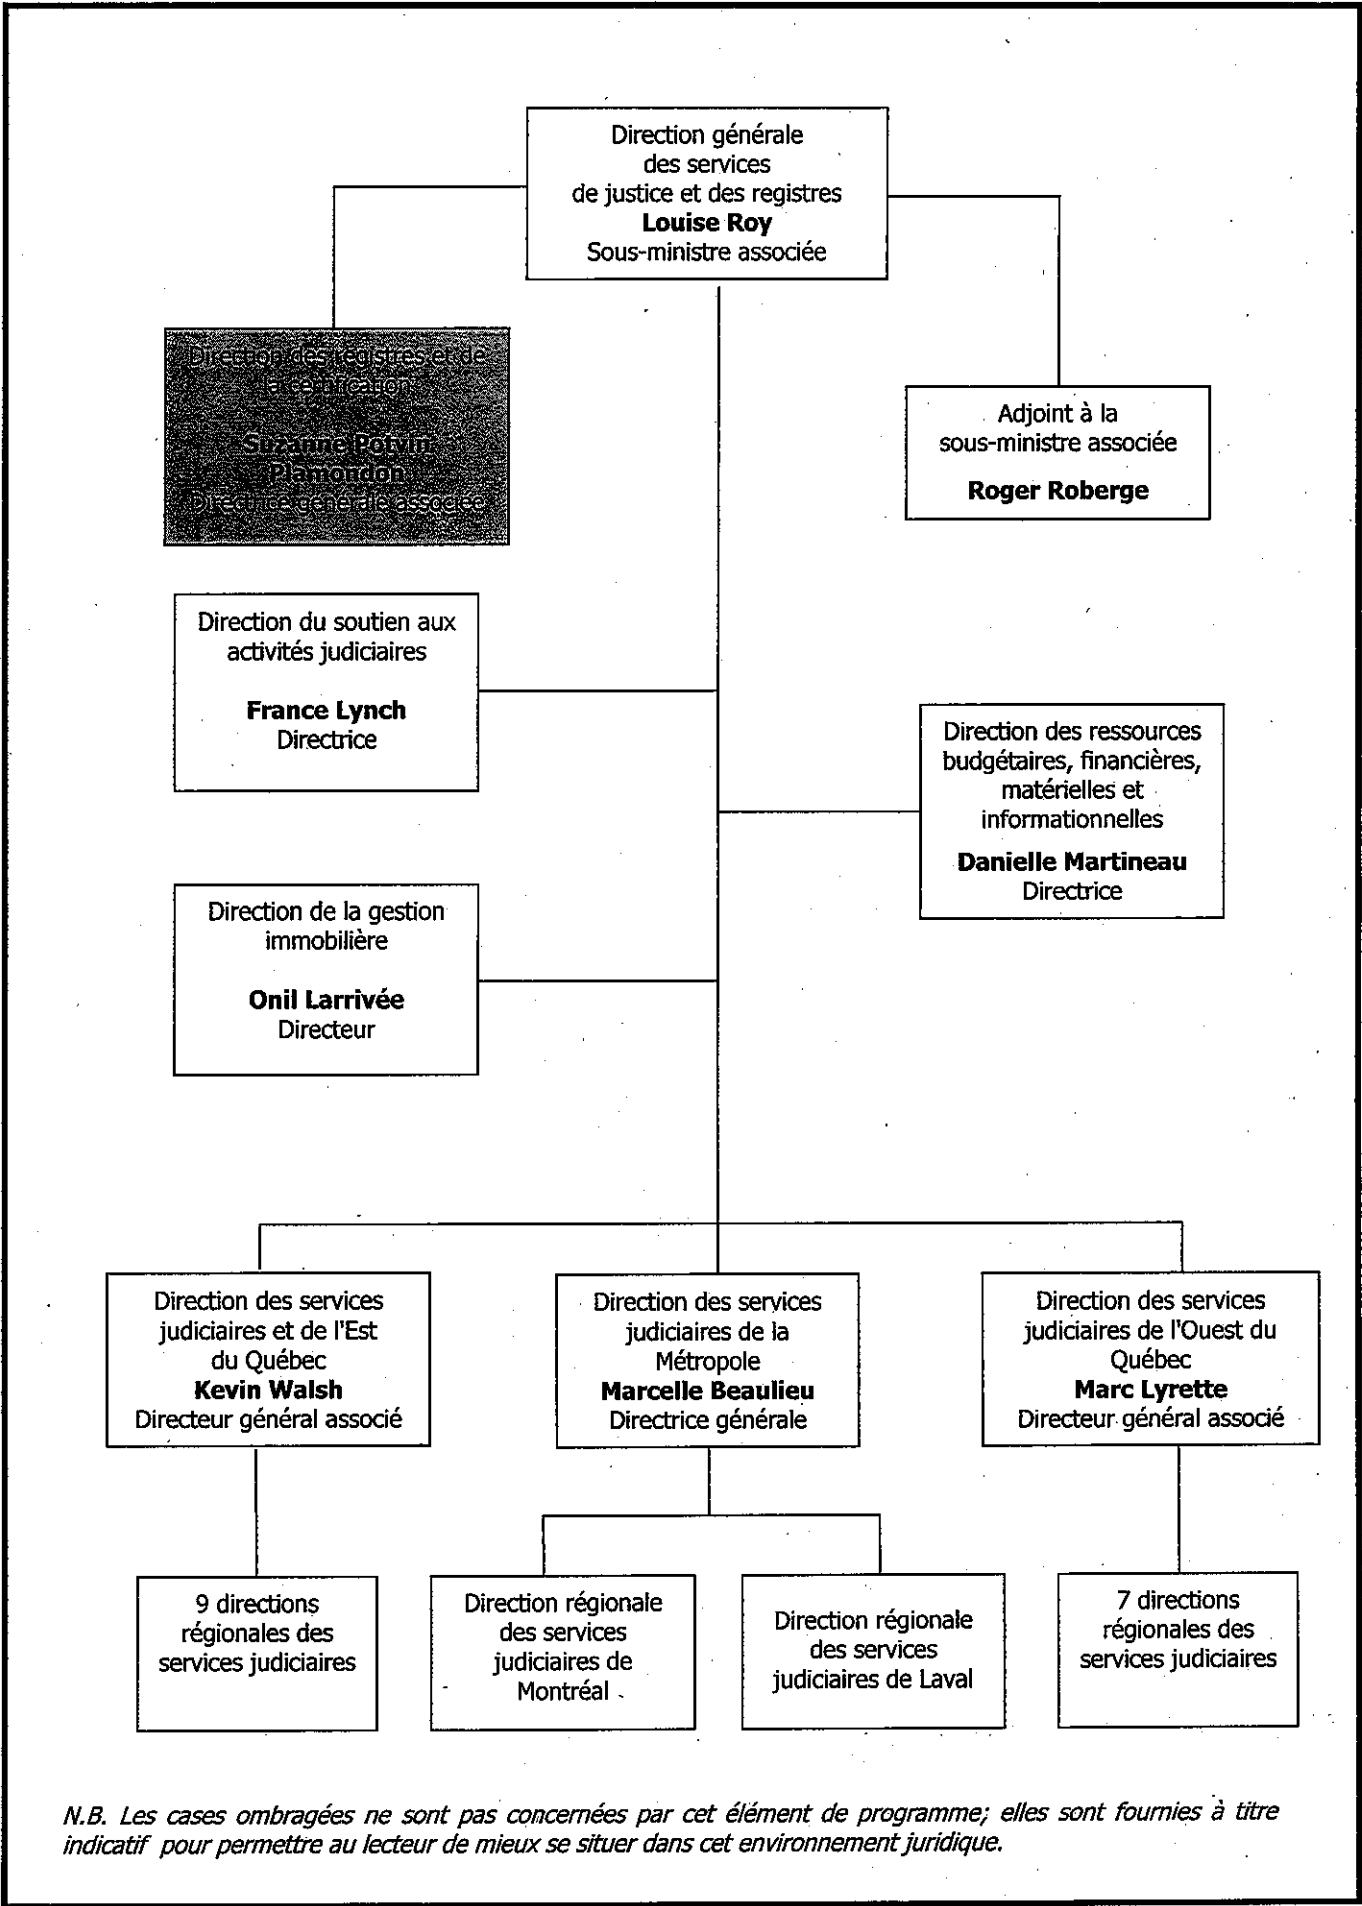 Direction générale
des services
de justice et des registres
Louise Roy
Sous-ministre associée
Direction des registres et de
la certification
Suzanne Potvin
Plamondon
Directrice générale associée
Adjoint à la
sous-ministre associée
Roger Roberge
Direction du soutien aux
activités judiciaires
France Lynch
Directrice
Direction des ressources
budgétaires, financières,
matérielles et
informationnelles
Danielle Martineau
Directrice
Direction de la gestion
immobilière
Onil Larrivée
Directeur
Direction des services
judiciaires et de l'Est
du Québec
Kevin Walsh
Directeur général associé
Direction des services
judiciaires de la
Métropole
Marcelle Beaulieu
Directrice générale
Direction des services
judiciaires de l'Ouest du
Québec
Marc Lyrette
Directeur général associé
9 directions
régionales des
services judiciaires
Direction régionale
des services
judiciaires de
Montréal
Direction régionale
des services
judiciaires de Laval
7 directions
régionales des
services judiciaires
N.B. Les cases ombragées ne sont pas concernées par cet élément de programme; elles sont fournies à titre
indicatif pour permettre au lecteur de mieux se situer dans cet environnement juridique.